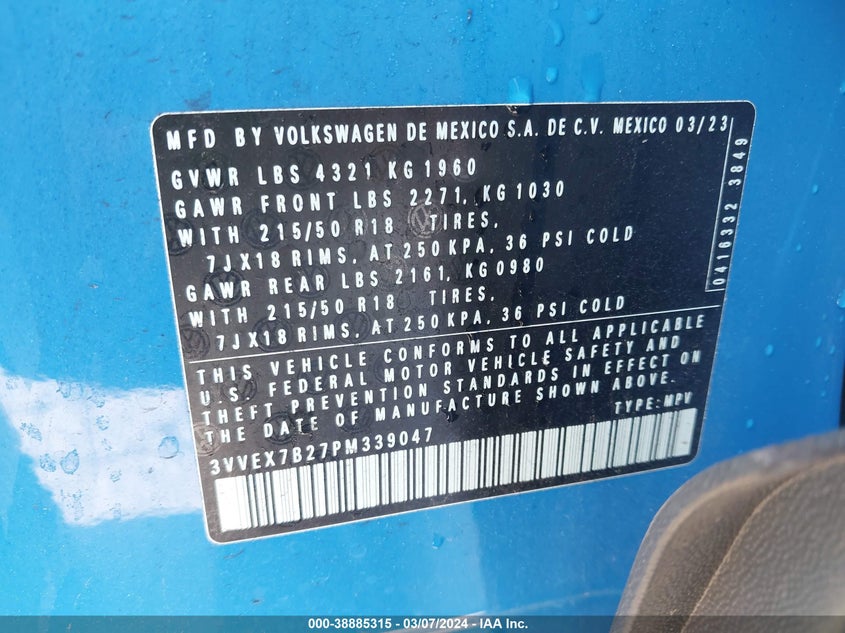 MFD BY VOLKSWAGEN DE MEXICO S.A. DE C.V. MEXICO 03/23
GVWR LBS 4321 KG 1960
GAWR FRONT LBS 2271, KG 1030
WITH 215/50 R18 TIRES,
7JX18 RIMS, AT 250 KPA, 36 PSI COLD
GAWR REAR LBS 2161, KG 0980
WITH 215/50 R18 TIRES,
7JX18 RIMS, AT 250 KPA, 36 PSI COLD
0416332 3849
THIS VEHICLE CONFORMS TO ALL APPLICABLE
U.S. FEDERAL MOTOR VEHICLE SAFETY AND
THEFT PREVENTION STANDARDS IN EFFECT ON
THE DATE OF MANUFACTURE SHOWN ABOVE.
3VVEX7B27PM339047 TYPE: MPV
000-38885315 - 03/07/2024 - IAAI.COM